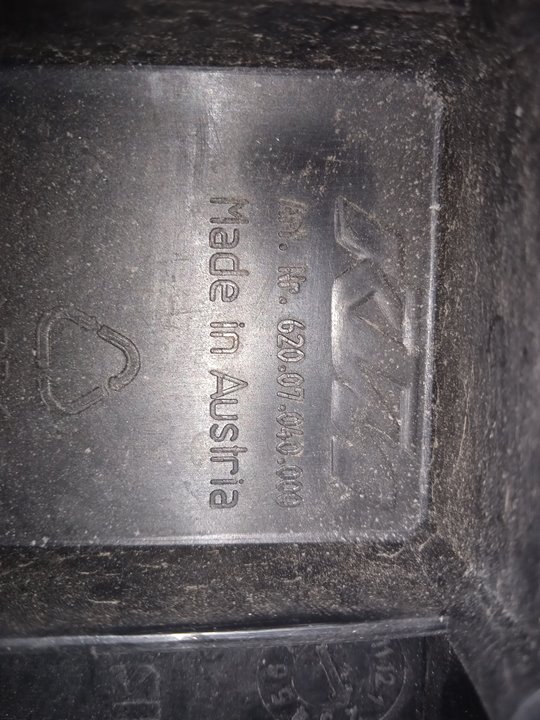 KTM
Art. Nr. 620.07.040.000
Made in Austria